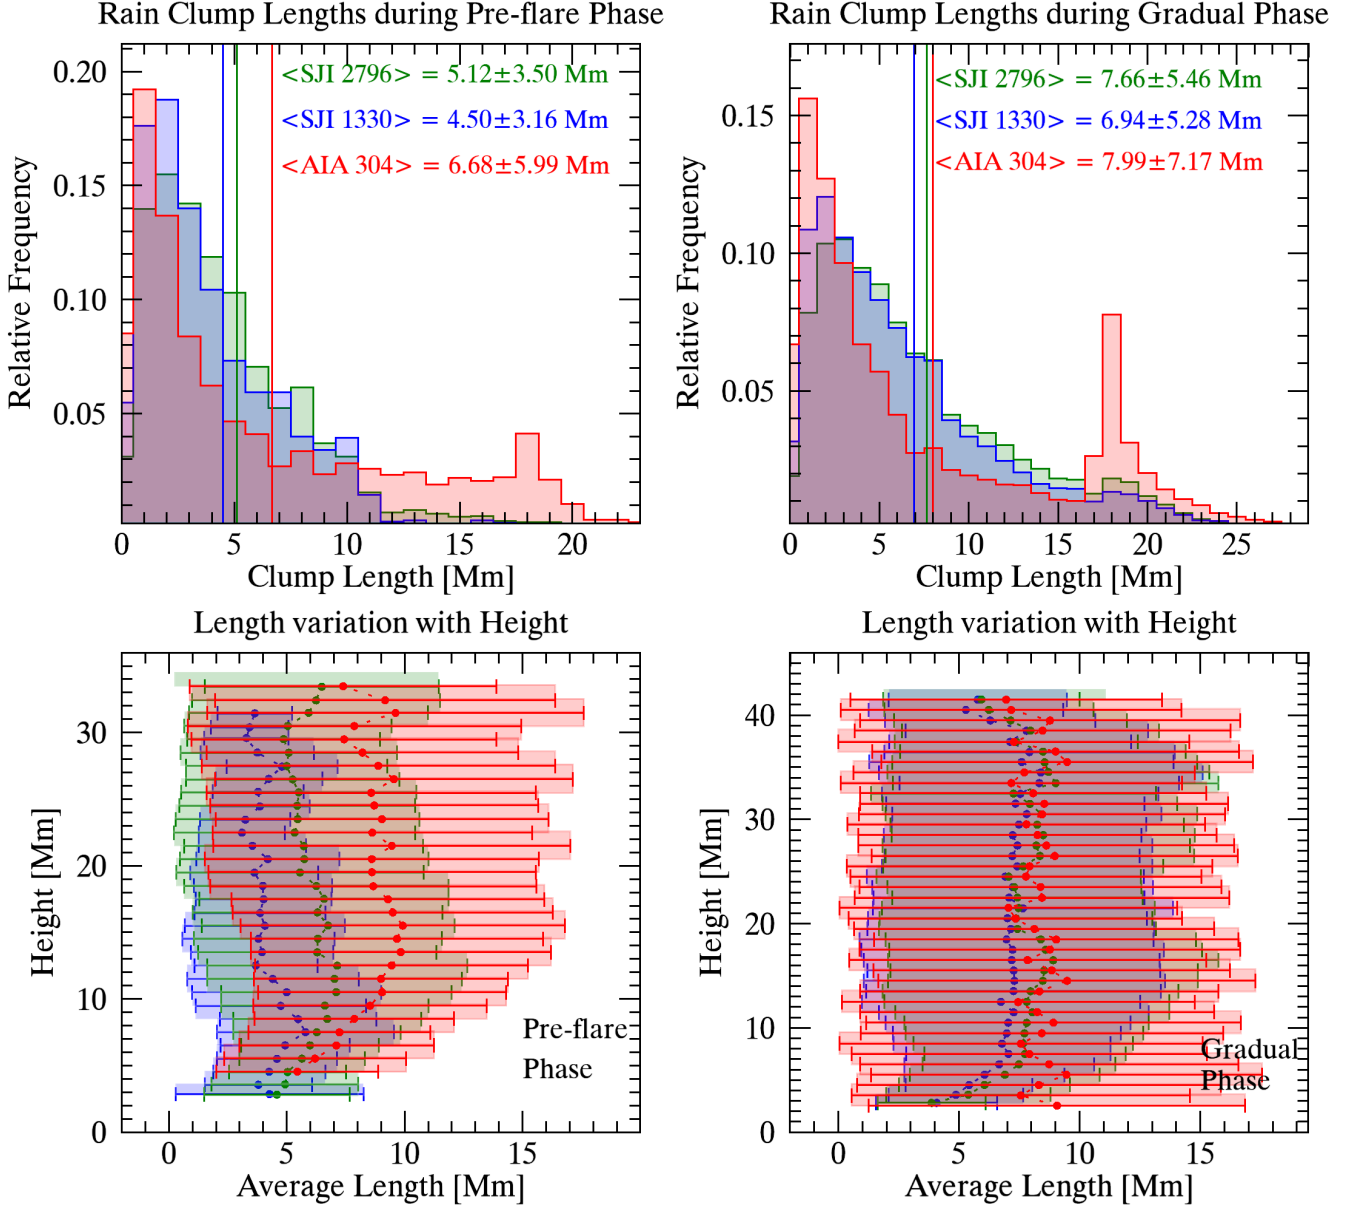 Rain Clump Lengths during Pre-flare Phase
<SJI 2796> = 5.12±3.50 Mm
<SJI 1330> = 4.50±3.16 Mm
<AIA 304> = 6.68±5.99 Mm
Relative Frequency
0.20
0.15
0.10
0.05
0 5 10 15 20
Clump Length [Mm]
Rain Clump Lengths during Gradual Phase
<SJI 2796> = 7.66±5.46 Mm
<SJI 1330> = 6.94±5.28 Mm
<AIA 304> = 7.99±7.17 Mm
Relative Frequency
0.15
0.10
0.05
0 5 10 15 20 25
Clump Length [Mm]
Length variation with Height
Height [Mm]
30
20
10
0
Pre-flare
Phase
0 5 10 15
Average Length [Mm]
Length variation with Height
Height [Mm]
40
30
20
10
0
Gradual
Phase
0 5 10 15
Average Length [Mm]